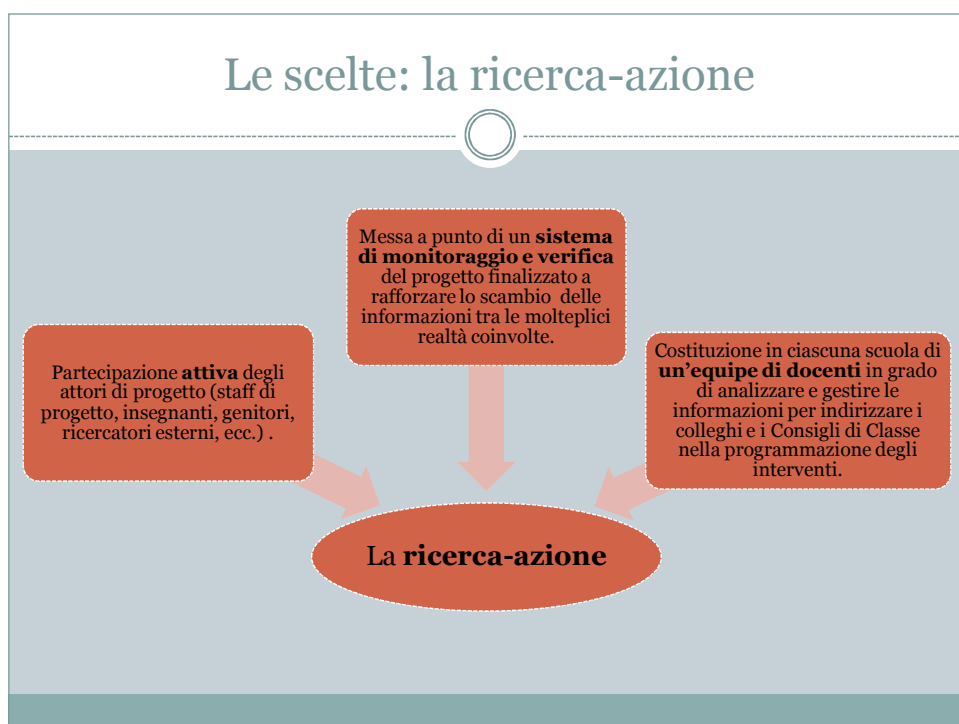 Le scelte: la ricerca-azione
Messa a punto di un sistema
di monitoraggio e verifica
del progetto finalizzato a
rafforzare lo scambio delle
informazioni tra le molteplici
realtà coinvolte.
Partecipazione attiva degli
attori di progetto (staff di
progetto, insegnanti, genitori,
ricercatori esterni, ecc.) .
Costituzione in ciascuna scuola di
un'equipe di docenti in grado
di analizzare e gestire le
informazioni per indirizzare i
colleghi e i Consigli di Classe
nella programmazione degli
interventi.
La ricerca-azione